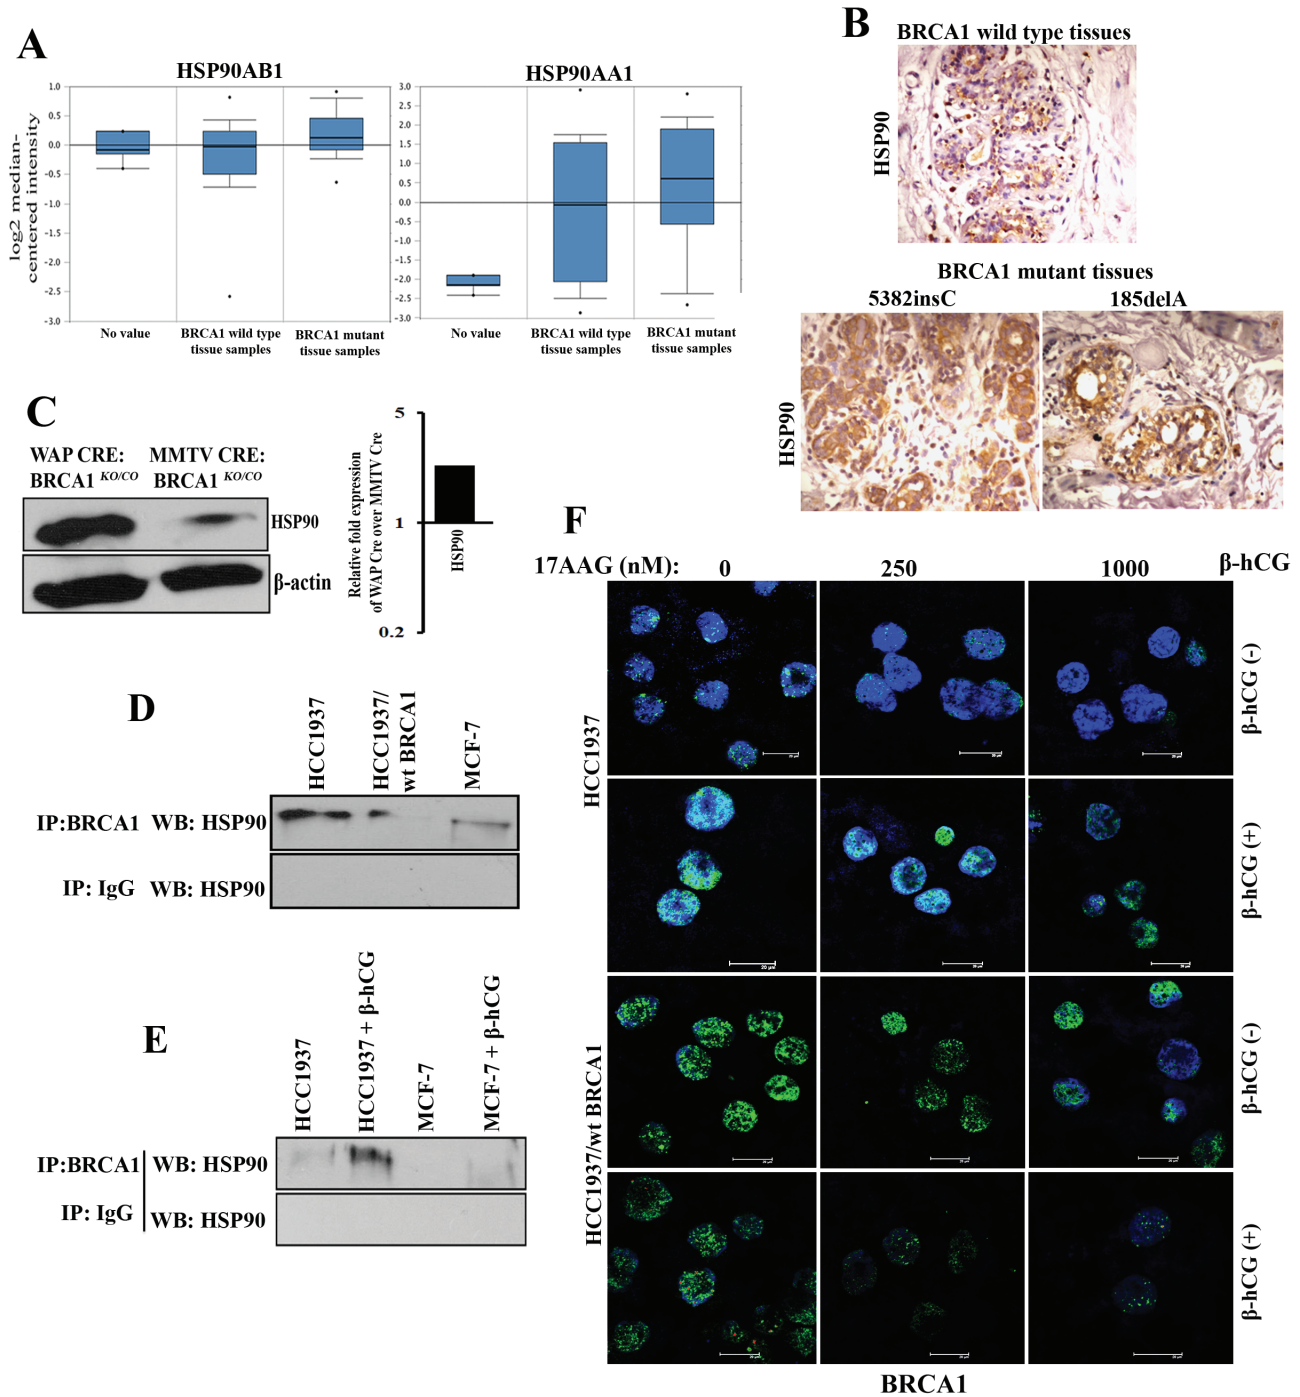 A
HSP90AB1
HSP90AA1
log2 median-
centered intensity
1.0
0.5
0.0
-0.5
-1.0
-1.5
-2.0
-2.5
-3.0
3.0
2.5
2.0
1.5
1.0
0.5
0.0
-0.5
-1.0
-1.5
-2.0
-2.5
-3.0
No value
BRCA1 wild type
tissue samples
BRCA1 mutant
tissue samples
No value
BRCA1 wild type
tissue samples
BRCA1 mutant
tissue samples
B
BRCA1 wild type tissues
HSP90
BRCA1 mutant tissues
5382insC
185delA
HSP90
C
WAP CRE:
BRCA1 KO/CO
MMTV CRE:
BRCA1 KO/CO
HSP90
β-actin
Relative fold expression
of WAP Cre over MMTV Cre
5
1
0.2
HSP90
D
HCC1937
HCC1937/
wt BRCA1
MCF-7
IP:BRCA1 WB: HSP90
IP: IgG WB: HSP90
E
HCC1937
HCC1937 + β-hCG
MCF-7
MCF-7 + β-hCG
IP:BRCA1 WB: HSP90
IP: IgG WB: HSP90
F
17AAG (nM): 0 250 1000 β-hCG
HCC1937
β-hCG (-)
β-hCG (+)
20 µm
HCC1937/wt BRCA1
β-hCG (-)
β-hCG (+)
BRCA1